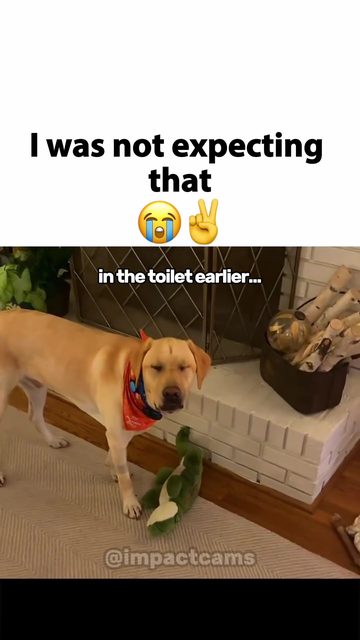 I was not expecting
that
😭✌️
in the toilet earlier...
@impactcams